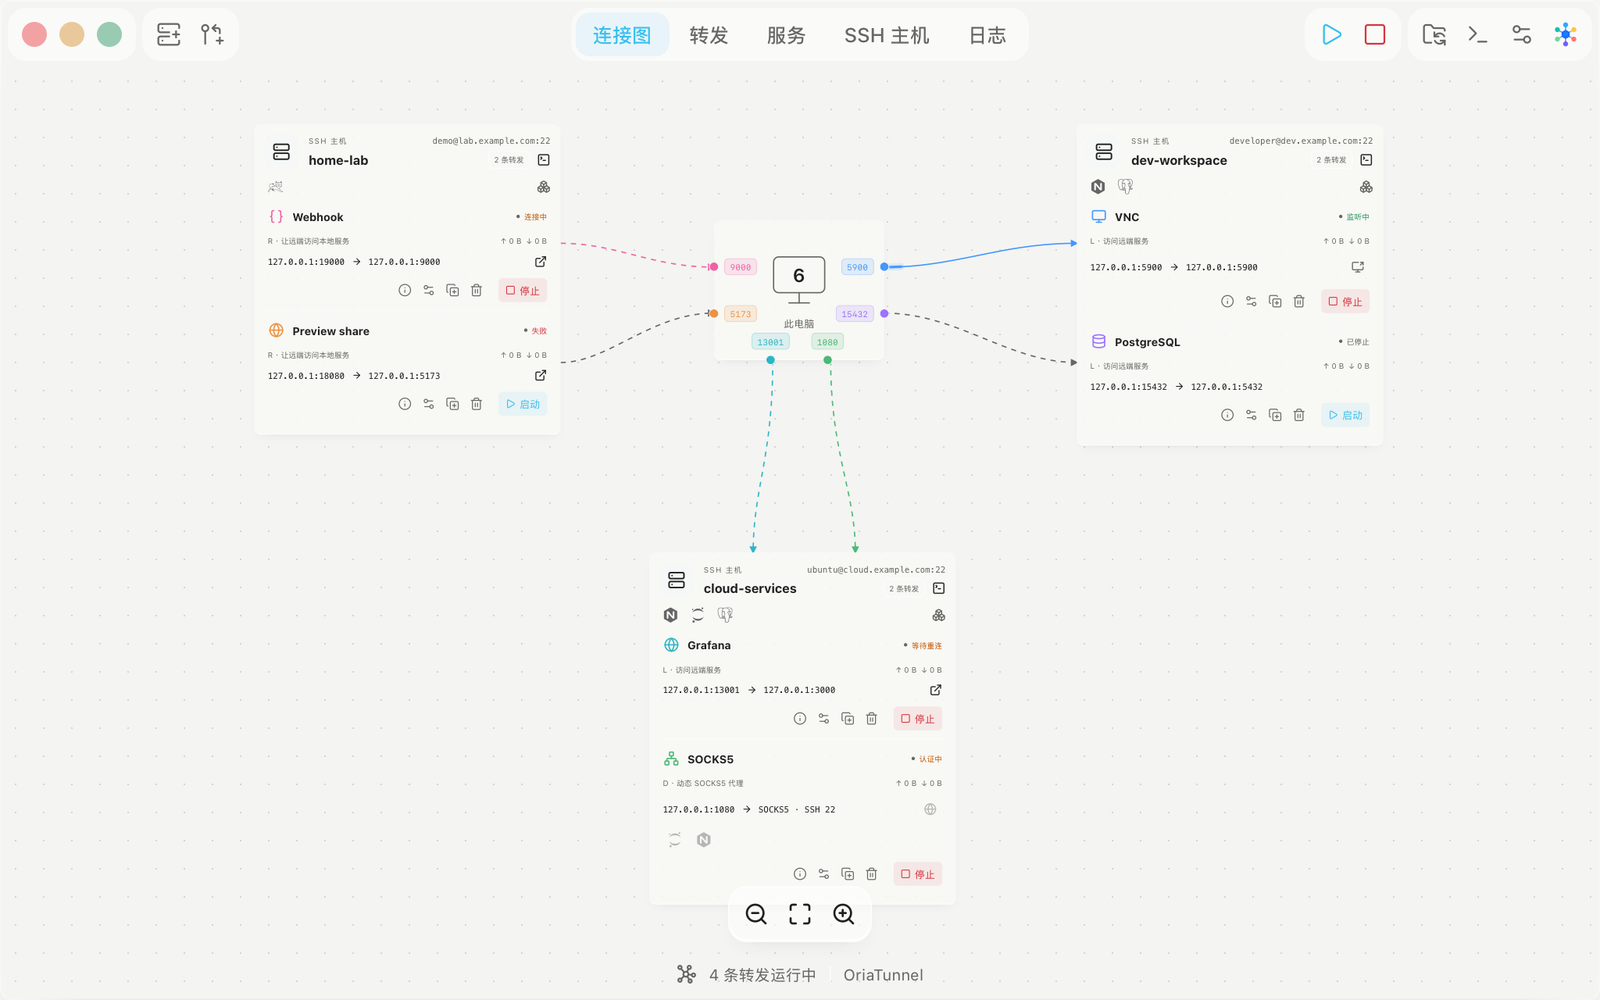 连接图 转发 服务 SSH 主机 日志
SSH 主机 demo@lab.example.com:22
home-lab 2 条转发
Webhook 连接中
R · 让远端访问本地服务 ↑ 0 B ↓ 0 B
127.0.0.1:19000 → 127.0.0.1:9000
停止
Preview share 失败
R · 让远端访问本地服务 ↑ 0 B ↓ 0 B
127.0.0.1:18080 → 127.0.0.1:5173
启动
9000 6 5900
5173 此电脑 15432
13001 1080
SSH 主机 developer@dev.example.com:22
dev-workspace 2 条转发
VNC 监听中
L · 访问远端服务 ↑ 0 B ↓ 0 B
127.0.0.1:5900 → 127.0.0.1:5900
停止
PostgreSQL 已停止
L · 访问远端服务 ↑ 0 B ↓ 0 B
127.0.0.1:15432 → 127.0.0.1:5432
启动
SSH 主机 ubuntu@cloud.example.com:22
cloud-services 2 条转发
Grafana 等待重连
L · 访问远端服务 ↑ 0 B ↓ 0 B
127.0.0.1:13001 → 127.0.0.1:3000
停止
SOCKS5 认证中
D · 动态 SOCKS5 代理 ↑ 0 B ↓ 0 B
127.0.0.1:1080 → SOCKS5 · SSH 22
停止
4 条转发运行中 OriaTunnel